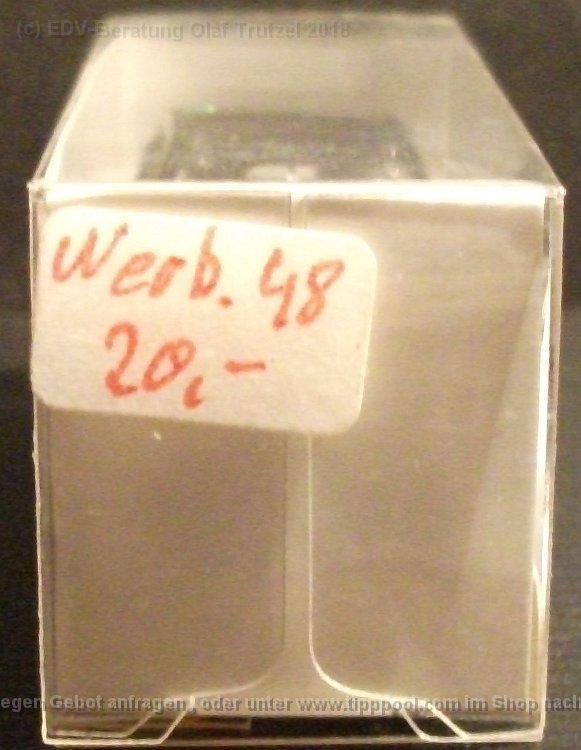 (c) EDV-Beratung Olaf Trutzel 2018
Werb. 48
20,-
egen Gebot anfragen , oder unter www.tipppool.com im Shop nach